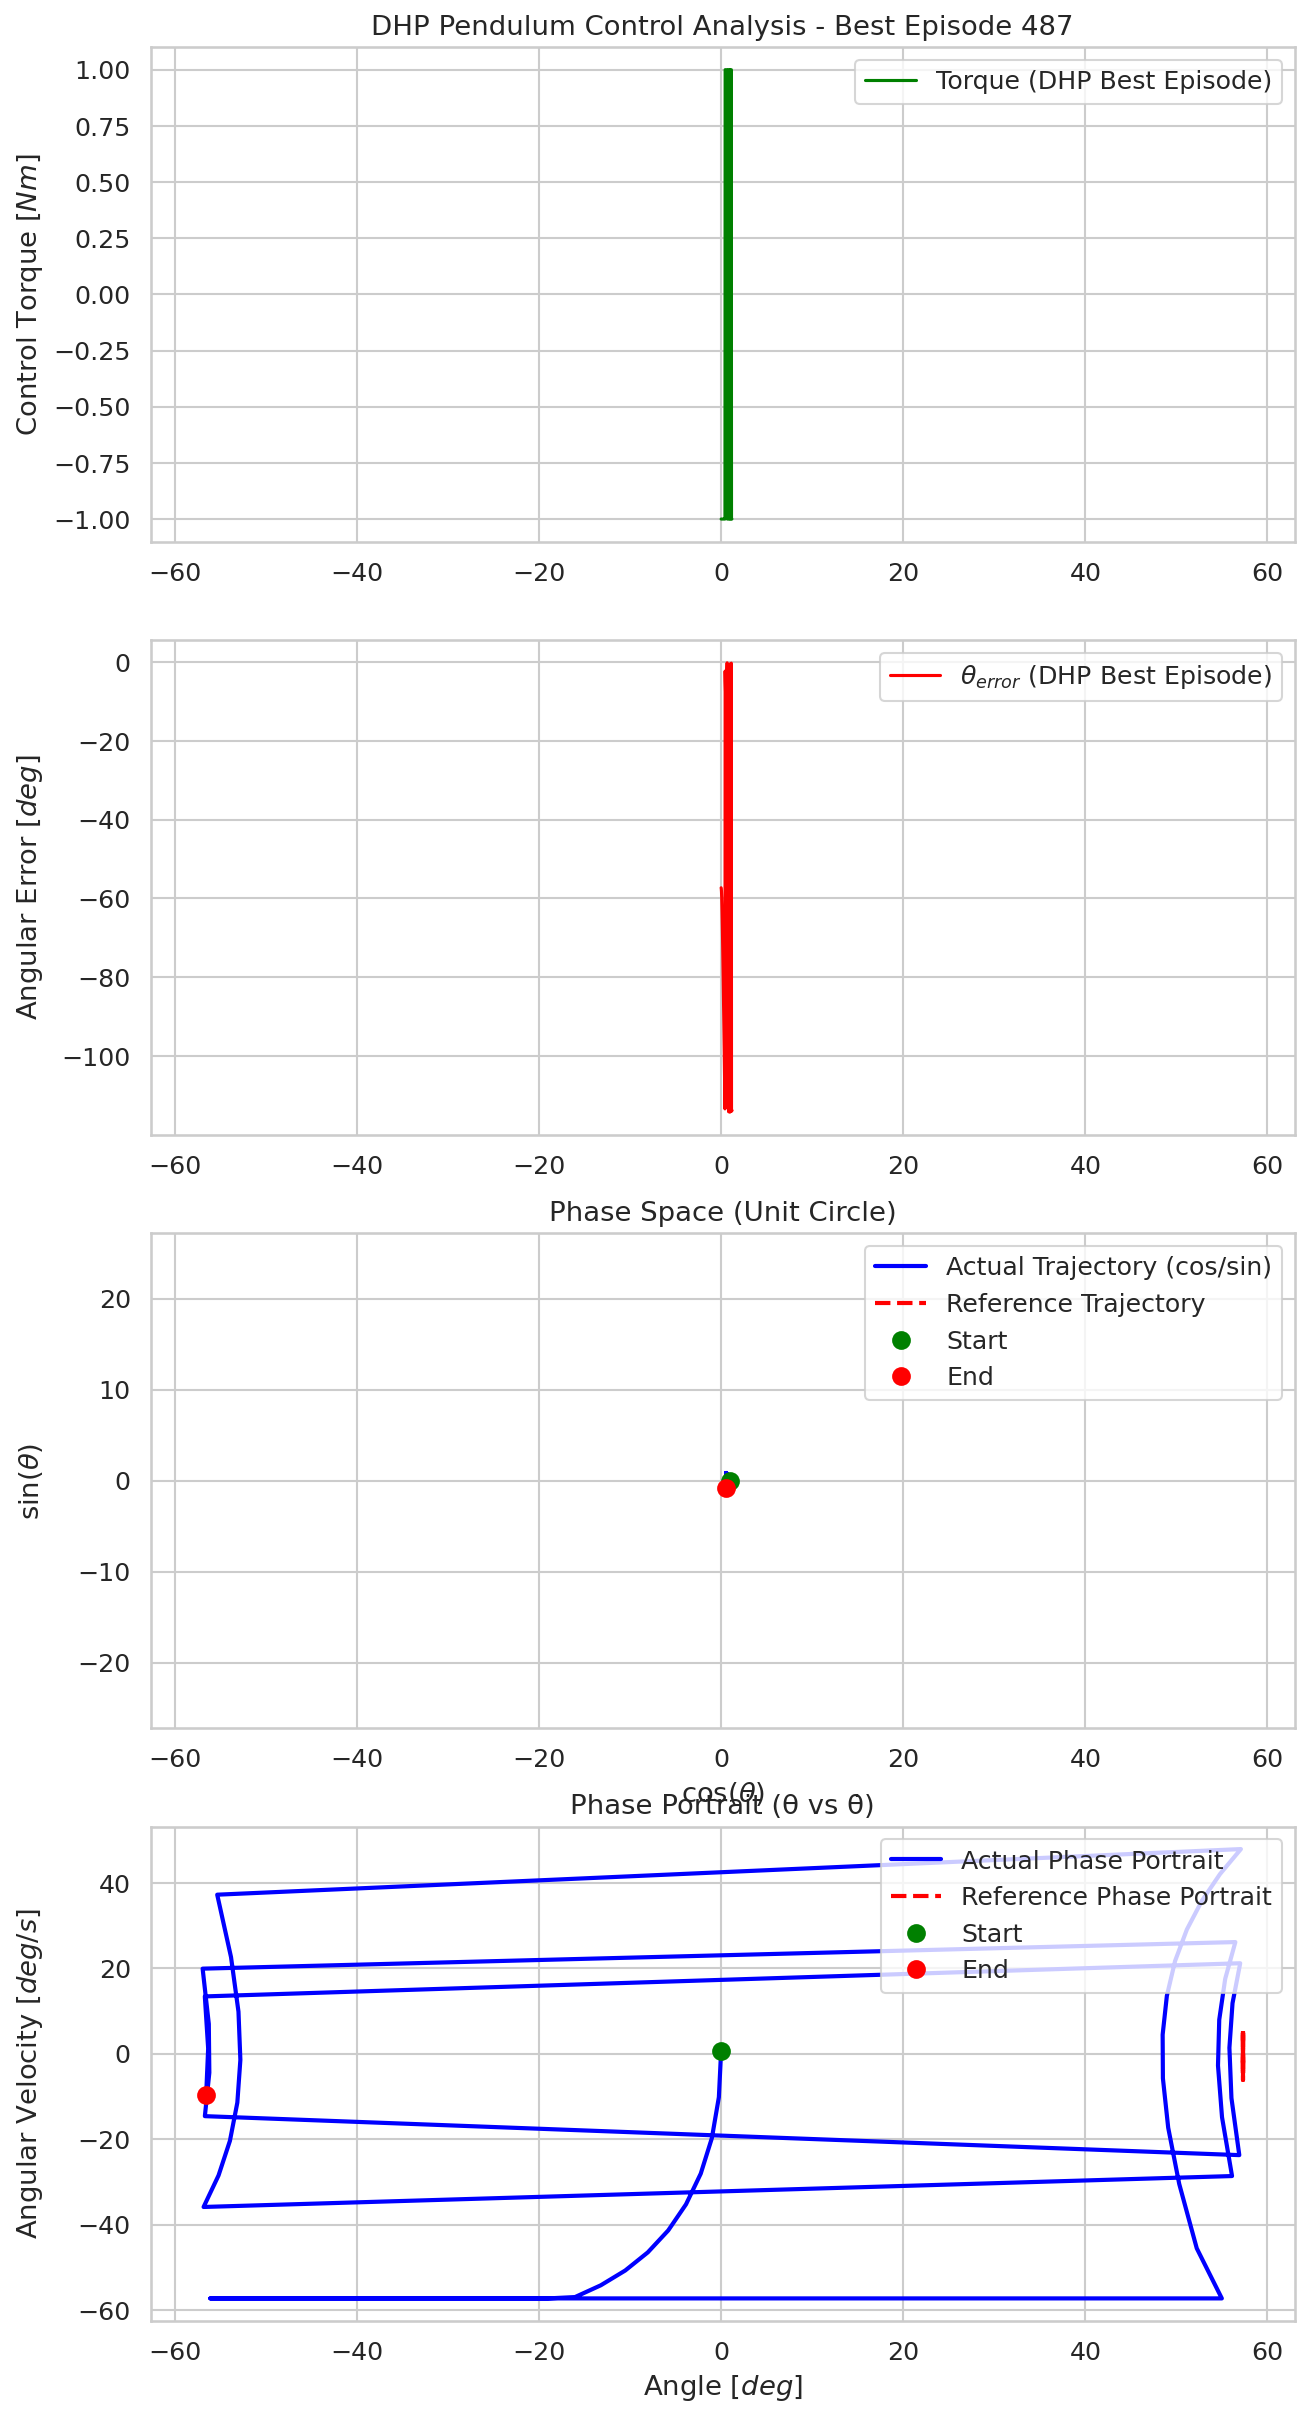 DHP Pendulum Control Analysis - Best Episode 487
Control Torque [Nm]
1.00
0.75
0.50
0.25
0.00
−0.25
−0.50
−0.75
−1.00
Torque (DHP Best Episode)
−60 −40 −20 0 20 40 60
Angular Error [deg]
0
−20
−40
−60
−80
−100
θerror (DHP Best Episode)
−60 −40 −20 0 20 40 60
Phase Space (Unit Circle)
sin(θ)
20
10
0
−10
−20
Actual Trajectory (cos/sin)
Reference Trajectory
Start
End
−60 −40 −20 0 20 40 60
cos(θ)
Phase Portrait (θ vs θ)
Angular Velocity [deg/s]
40
20
0
−20
−40
−60
Actual Phase Portrait
Reference Phase Portrait
Start
End
−60 −40 −20 0 20 40 60
Angle [deg]